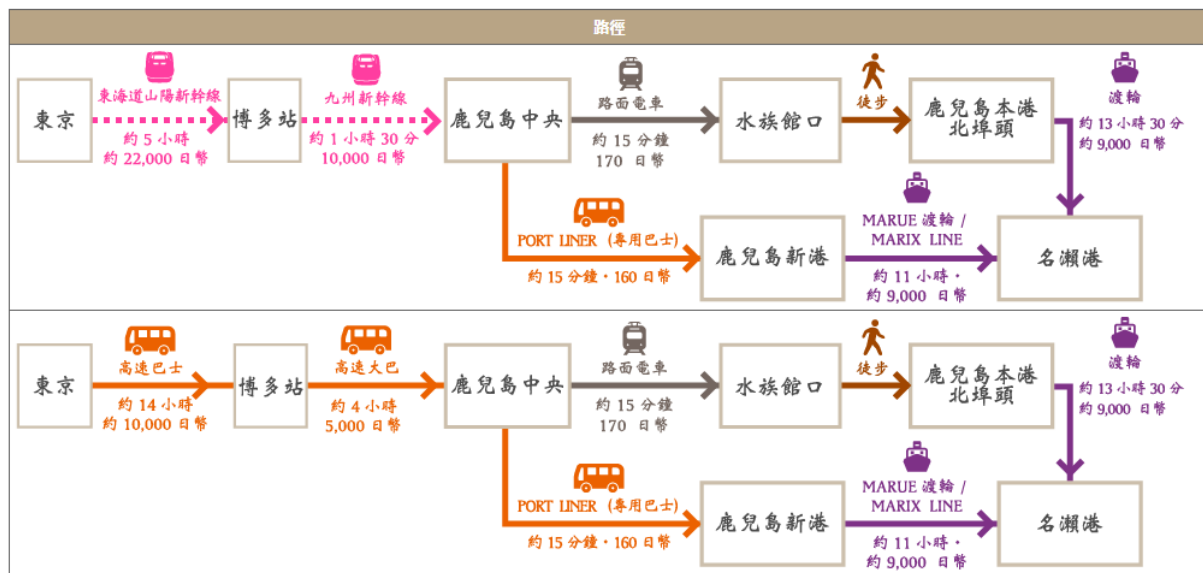 路徑
東京
東海道山陽新幹線
約 5 小時
約 22,000 日幣
博多站
九州新幹線
約 1 小時 30 分
10,000 日幣
鹿兒島中央
路面電車
約 15 分鐘
170 日幣
水族館口
徒步
鹿兒島本港
北埠頭
渡輪
約 13 小時 30 分
約 9,000 日幣
PORT LINER (專用巴士)
約 15 分鐘・160 日幣
鹿兒島新港
MARUE 渡輪 /
MARIX LINE
約 11 小時・
約 9,000 日幣
名瀨港
東京
高速巴士
約 14 小時
約 10,000 日幣
博多站
高速大巴
約 4 小時
5,000 日幣
鹿兒島中央
路面電車
約 15 分鐘
170 日幣
水族館口
徒步
鹿兒島本港
北埠頭
渡輪
約 13 小時 30 分
約 9,000 日幣
PORT LINER (專用巴士)
約 15 分鐘・160 日幣
鹿兒島新港
MARUE 渡輪 /
MARIX LINE
約 11 小時・
約 9,000 日幣
名瀨港